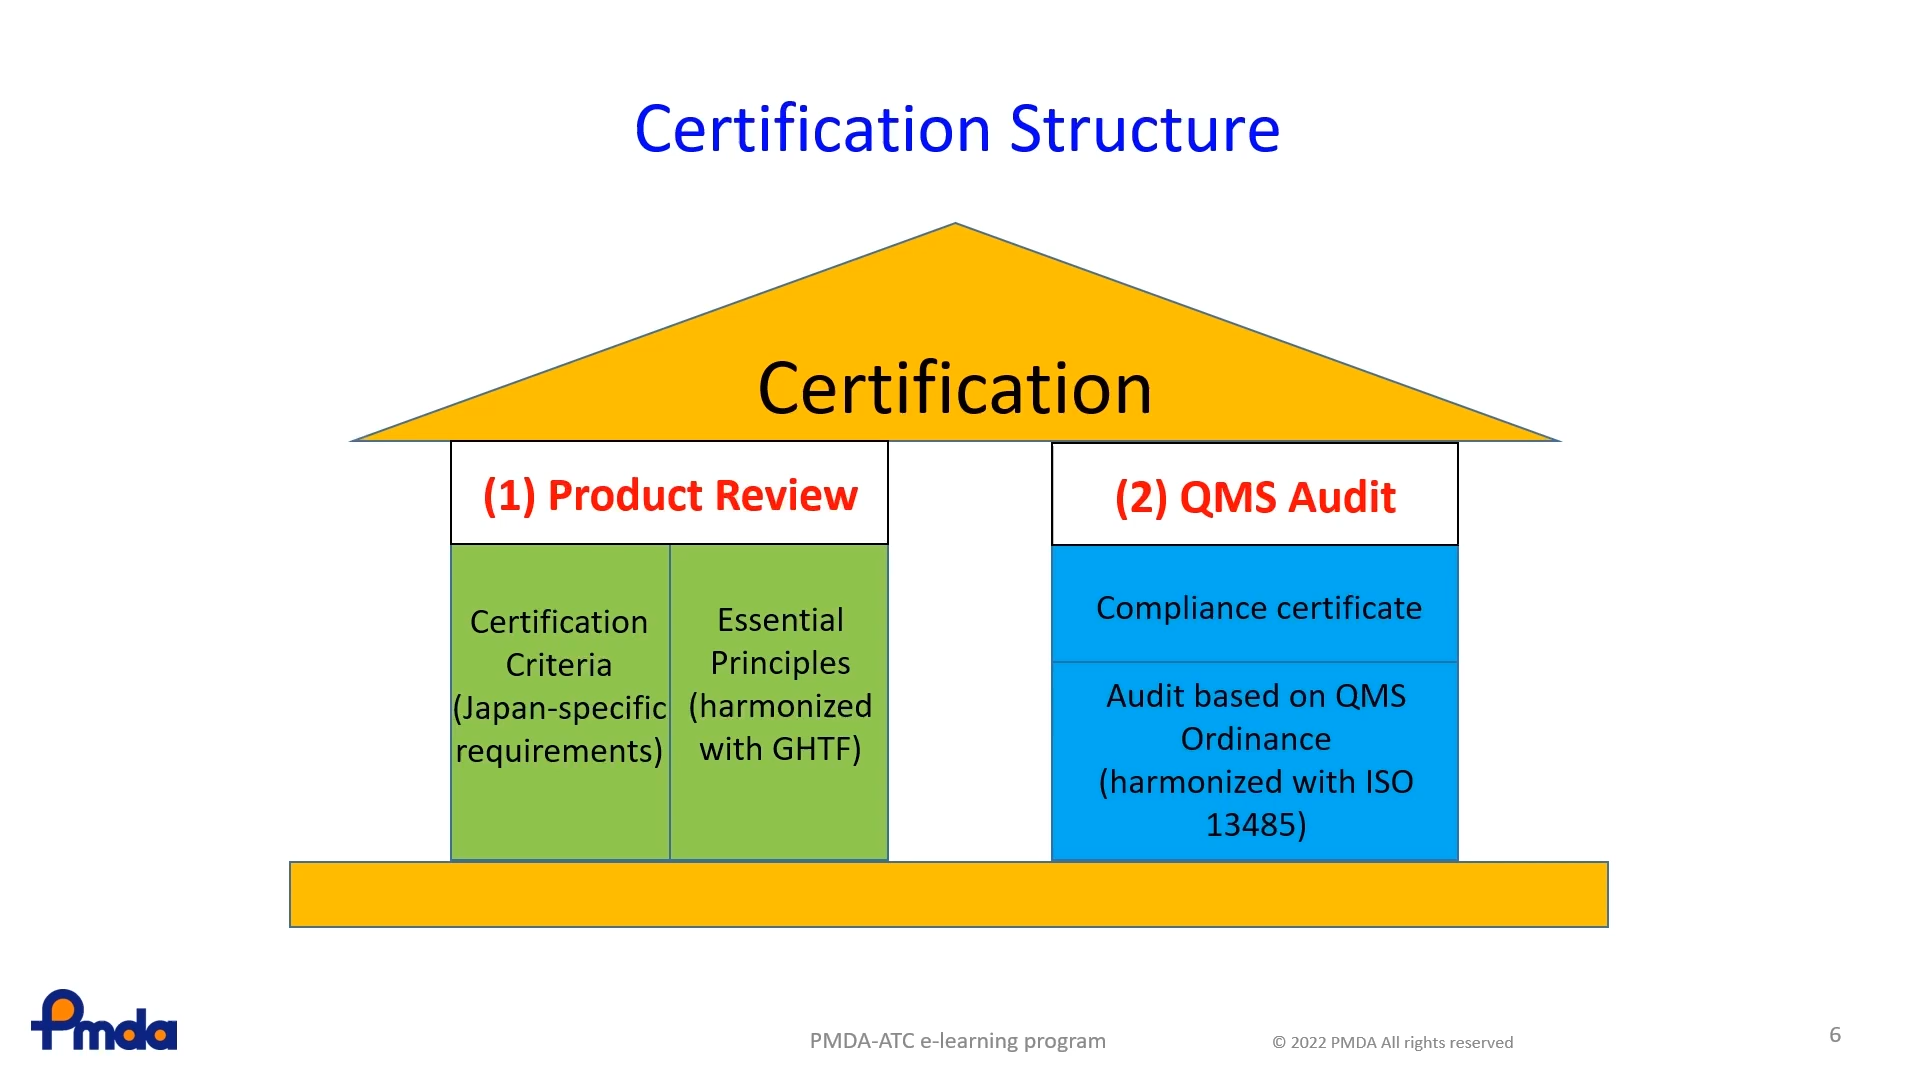 Certification Structure
Certification
(1) Product Review
(2) QMS Audit
Certification
Criteria
(Japan-specific
requirements)
Essential
Principles
(harmonized
with GHTF)
Compliance certificate
Audit based on QMS
Ordinance
(harmonized with ISO
13485)
Pmda
PMDA-ATC e-learning program
© 2022 PMDA All rights reserved
6